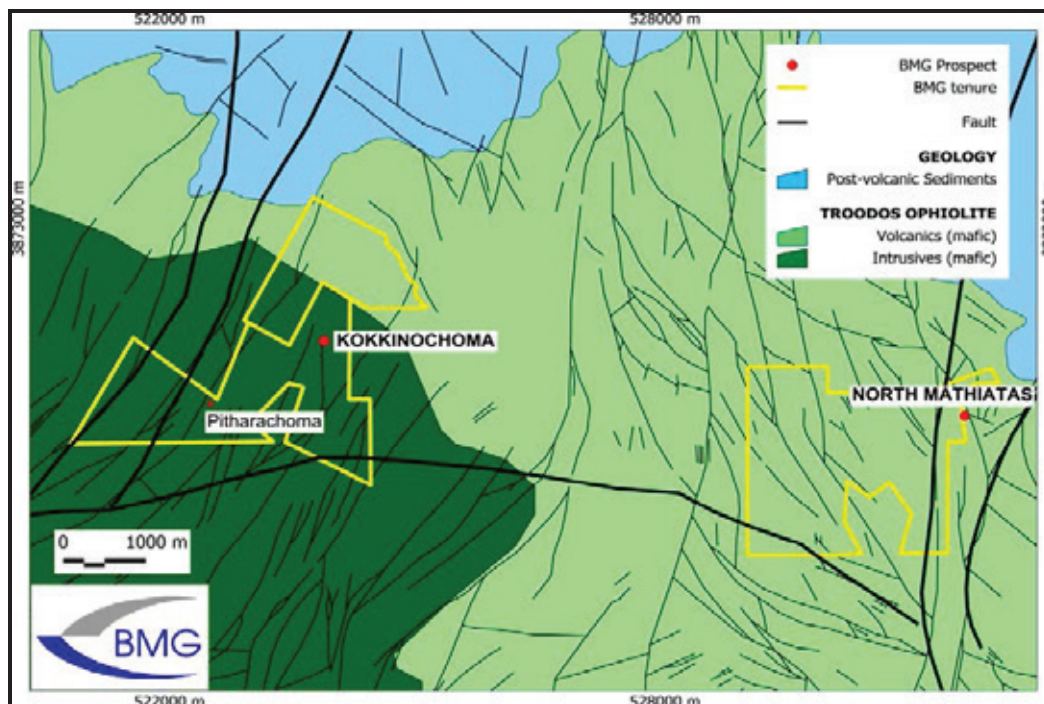 522000 m
528000 m
3873000 m
BMG Prospect
BMG tenure
Fault
GEOLOGY
Post-volcanic Sediments
TROODOS OPHIOLITE
Volcanics (mafic)
Intrusives (mafic)
KOKKINOCHOMA
NORTH MATHIATAS
Pitharachoma
0 1000 m
BMG
522000 m
528000 m